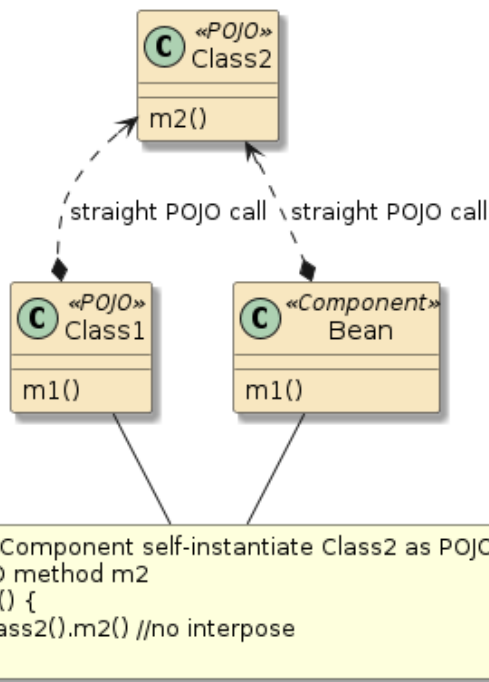 C «POJO»
Class2
m2()
straight POJO call straight POJO call
C «POJO»
Class1
m1()
C «Component»
Bean
m1()
Component self-instantiate Class2 as POJO
method m2
() {
ass2().m2() //no interpose